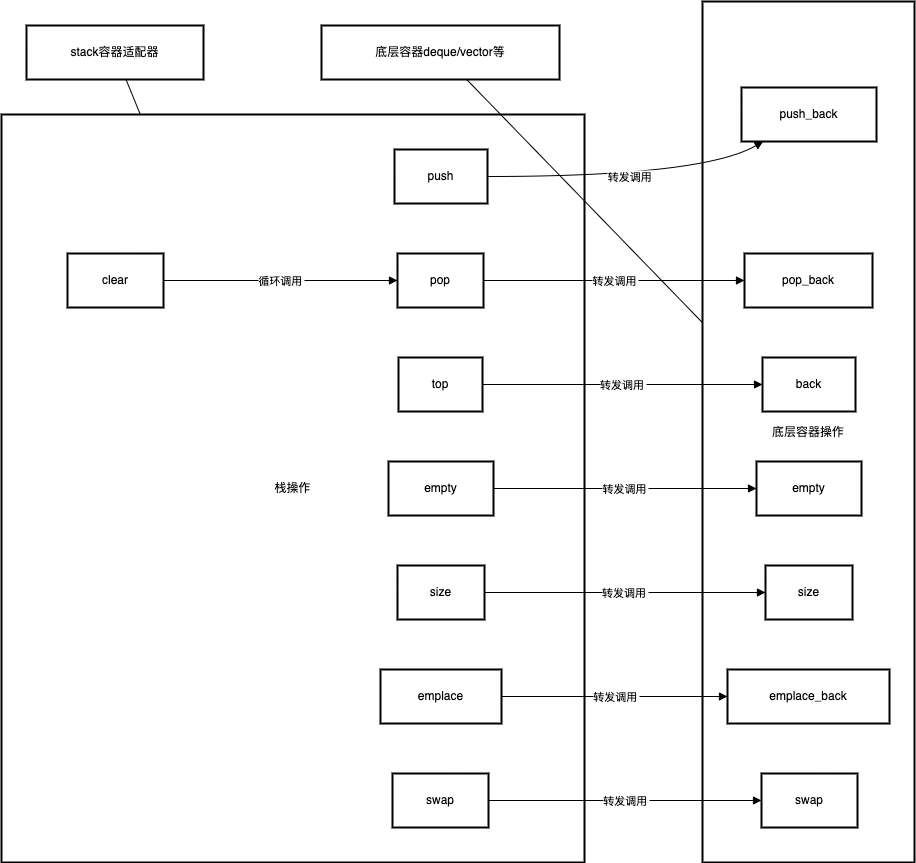 stack容器适配器
底层容器deque/vector等
push_back
push
转发调用
clear
循环调用
pop
转发调用
pop_back
top
转发调用
back
底层容器操作
栈操作
empty
转发调用
empty
size
转发调用
size
emplace
转发调用
emplace_back
swap
转发调用
swap